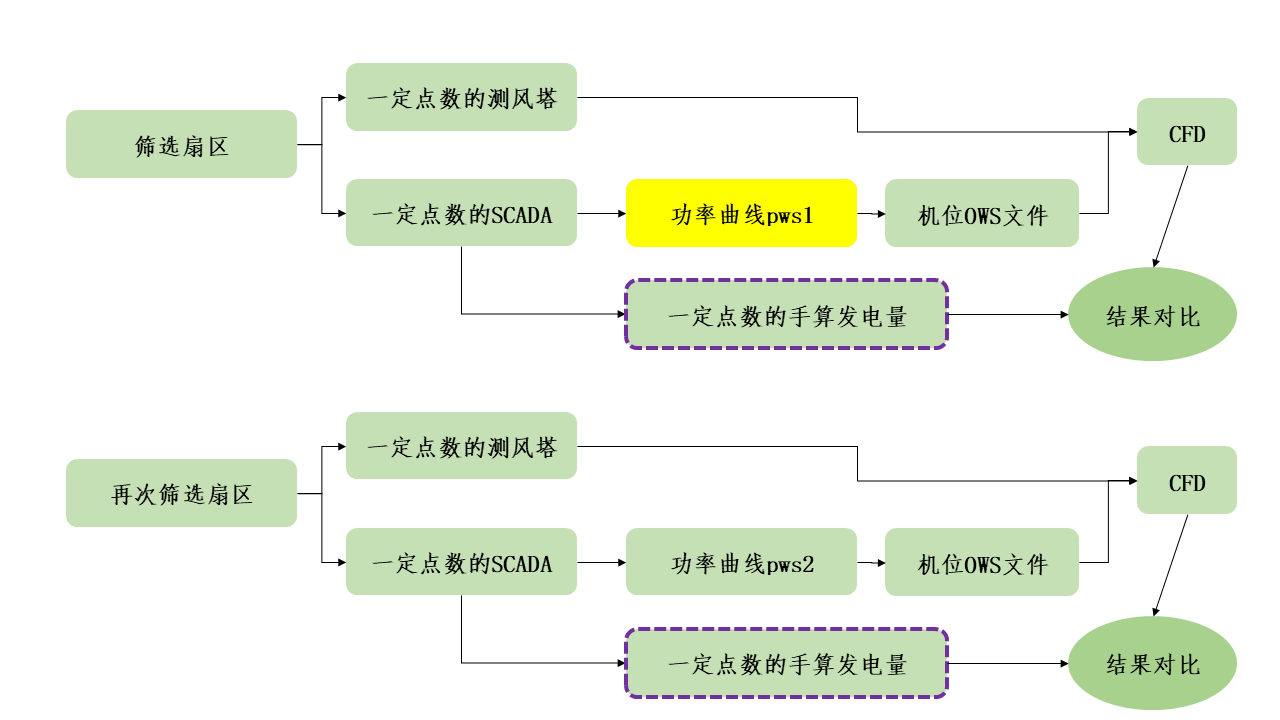 一定点数的测风塔
筛选扇区
CFD
一定点数的SCADA
功率曲线pws1
机位OWS文件
一定点数的手算发电量
结果对比
一定点数的测风塔
再次筛选扇区
CFD
一定点数的SCADA
功率曲线pws2
机位OWS文件
一定点数的手算发电量
结果对比